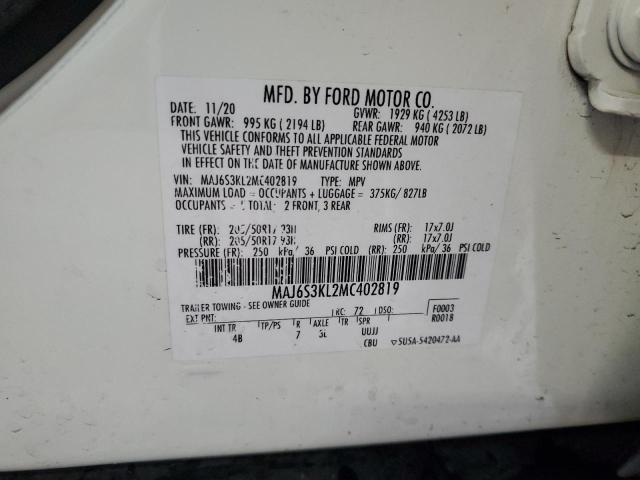 MFD. BY FORD MOTOR CO.
DATE: 11/20 GVWR: 1929 KG ( 4253 LB)
FRONT GAWR: 995 KG ( 2194 LB) REAR GAWR: 940 KG ( 2072 LB)
THIS VEHICLE CONFORMS TO ALL APPLICABLE FEDERAL MOTOR
VEHICLE SAFETY AND THEFT PREVENTION STANDARDS
IN EFFECT ON THE DATE OF MANUFACTURE SHOWN ABOVE.
VIN: MAJ6S3KL2MC402819 TYPE: MPV
MAXIMUM LOAD = OCCUPANTS + LUGGAGE = 375KG/ 827LB
OCCUPANTS = 5 TOTAL: 2 FRONT, 3 REAR
TIRE (FR): 205/50R17 93H RIMS (FR): 17x7.0J
(RR): 205/50R17 93H (RR): 17x7.0J
PRESSURE (FR): 250 kPa/ 36 PSI COLD (RR): 250 kPa/ 36 PSI COLD
MAJ6S3KL2MC402819
TRAILER TOWING - SEE OWNER GUIDE F0003
EXT PNT: RC: 72 DSO: R0018
INT TR TP/PS R AXLE TR SPR
4B 7 UUJJ
CBU 5U5A-5420472-AA